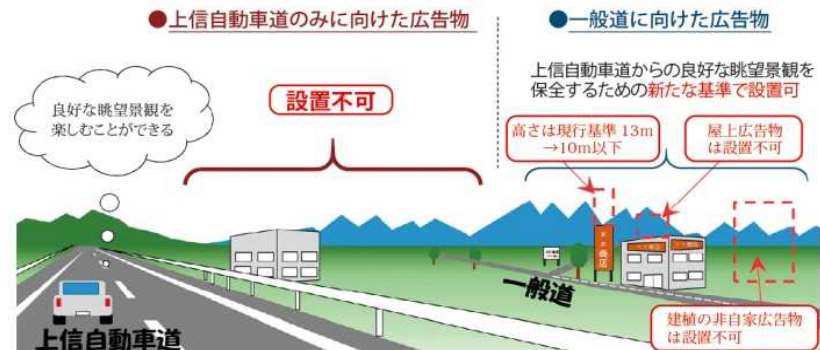 ●上信自動車道のみに向けた広告物
●一般道に向けた広告物
良好な眺望景観を
楽しむことができる
設置不可
上信自動車道からの良好な眺望景観を
保全するための新たな基準で設置可
高さは現行基準 13m
→10m以下
屋上広告物
は設置不可
××商店
一般道
上信自動車道
建植の非自家広告物
は設置不可